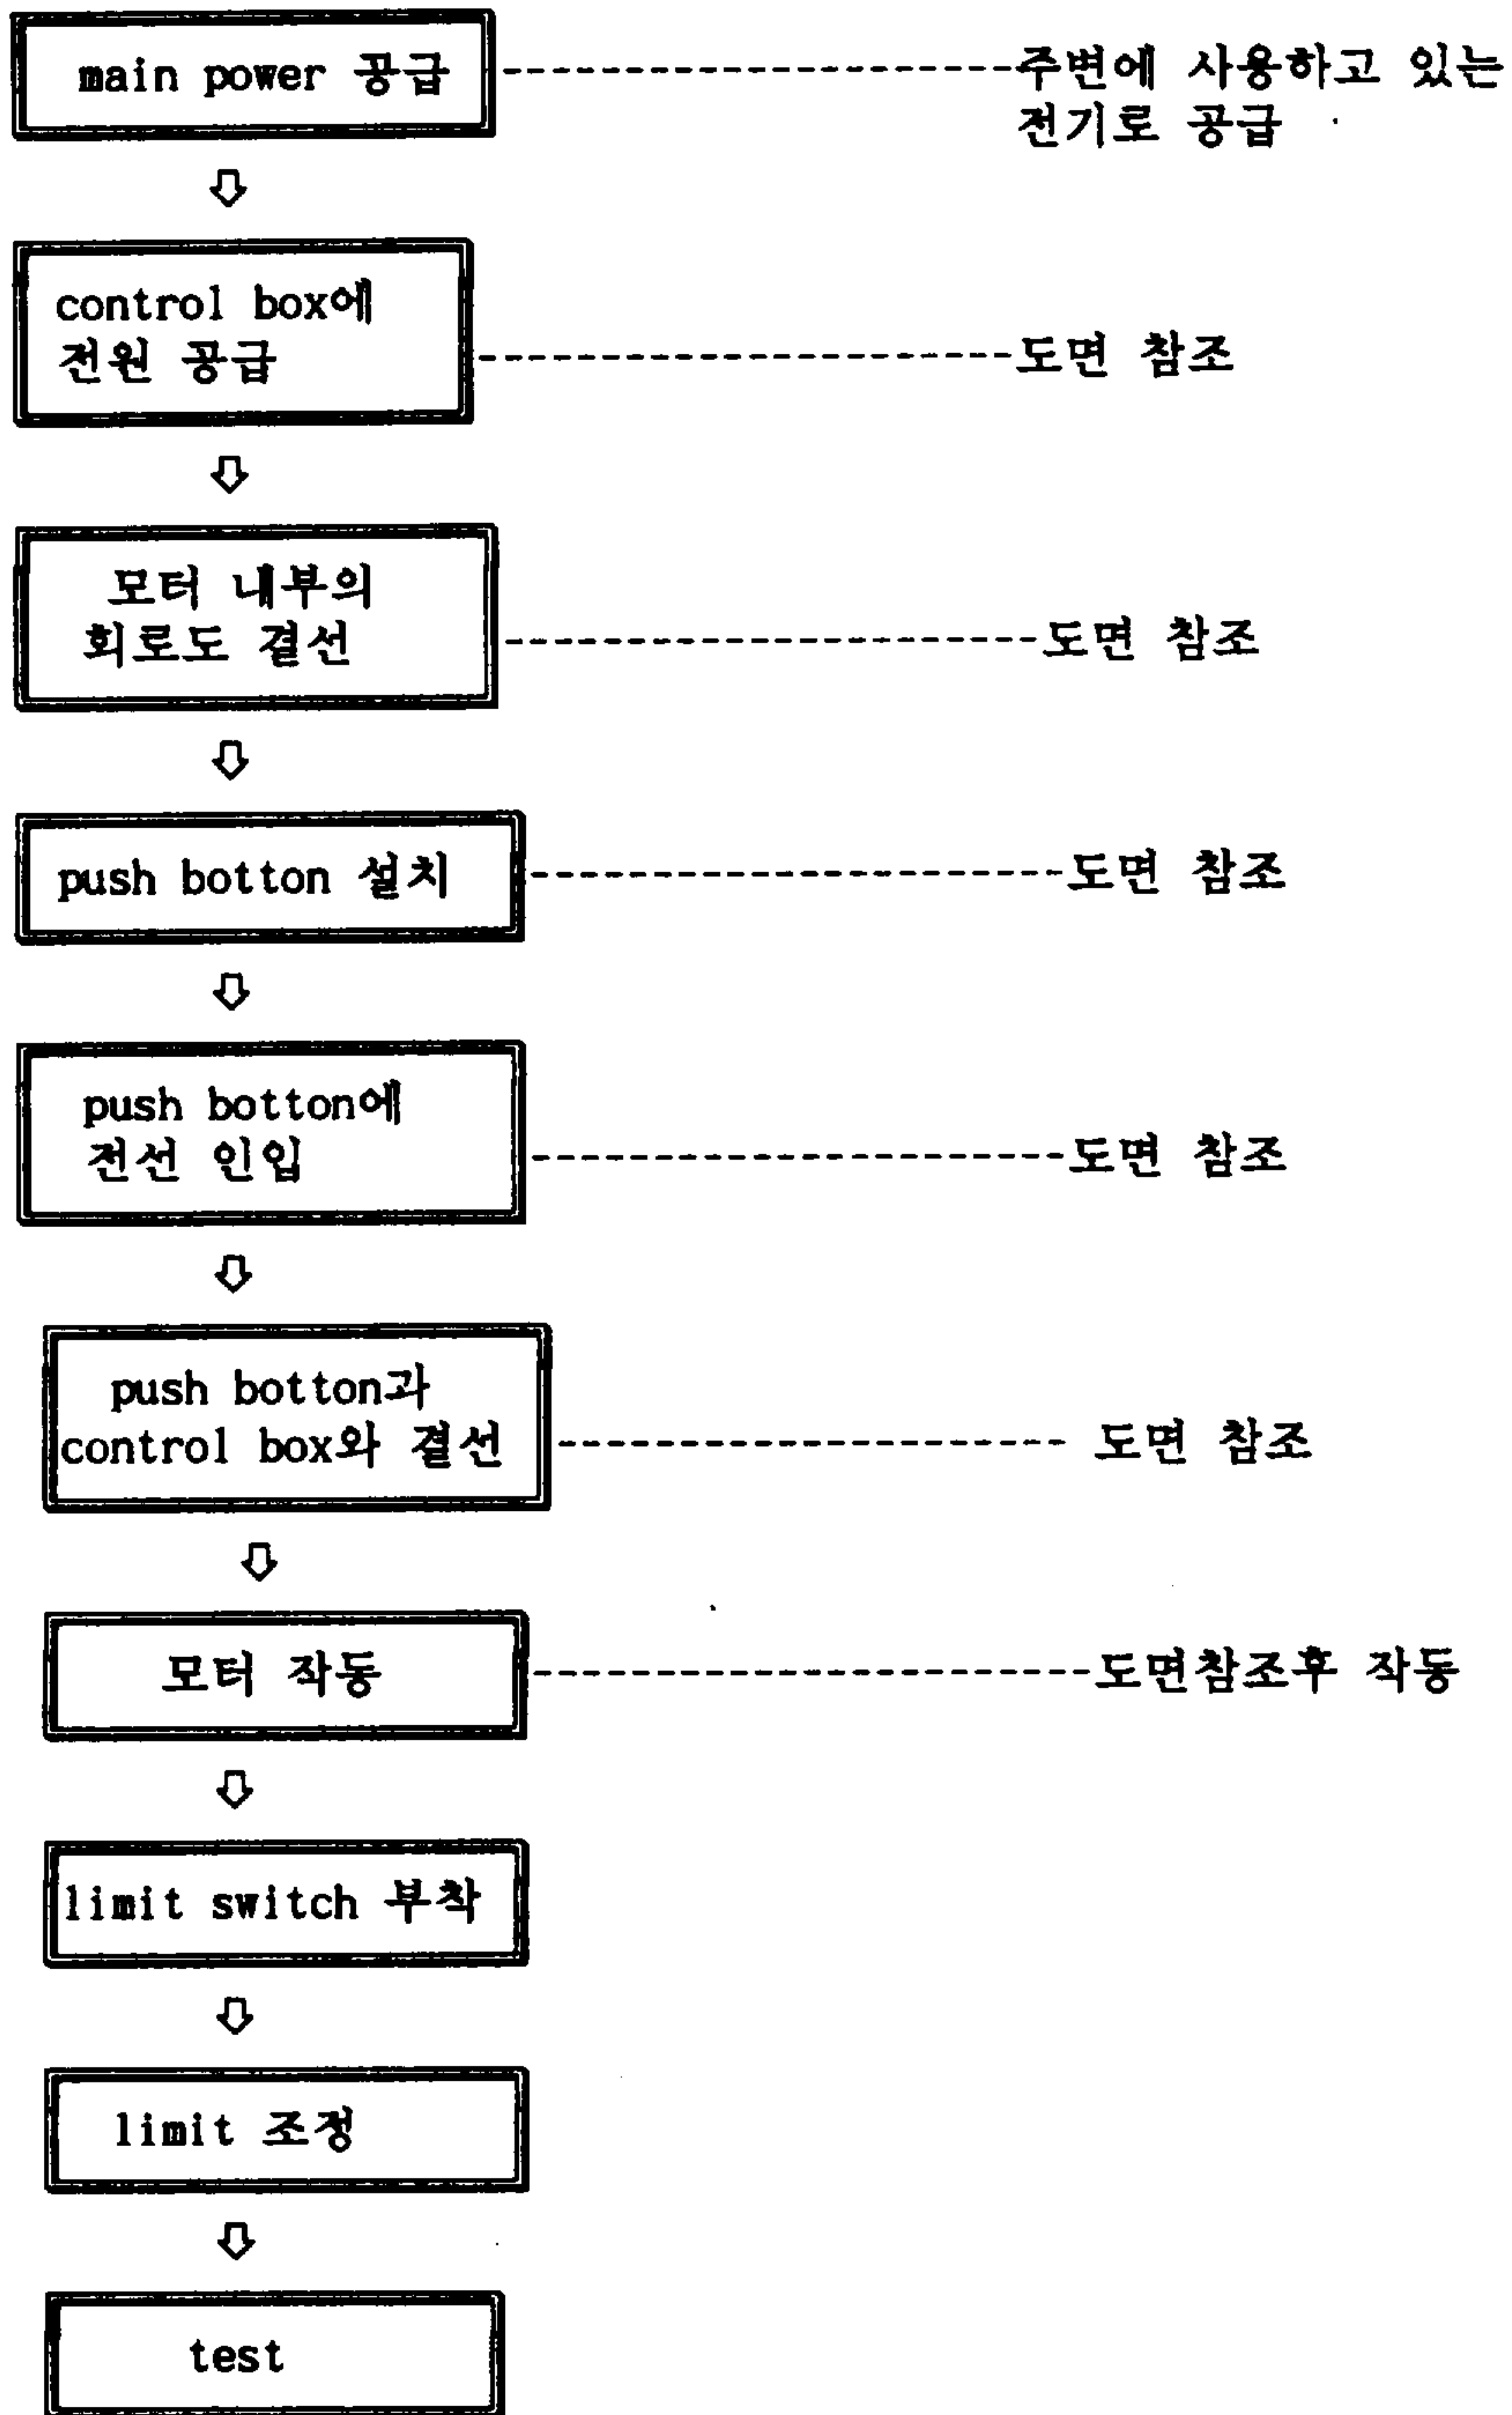 main power 공급
주변에 사용하고 있는
전기로 공급
control box에
전원 공급
도면 참조
모터 내부의
회로도 결선
도면 참조
push botton 설치
도면 참조
push botton에
전선 인입
도면 참조
push botton과
control box와 결선
도면 참조
모터 작동
도면참조후 작동
limit switch 부착
limit 조정
test